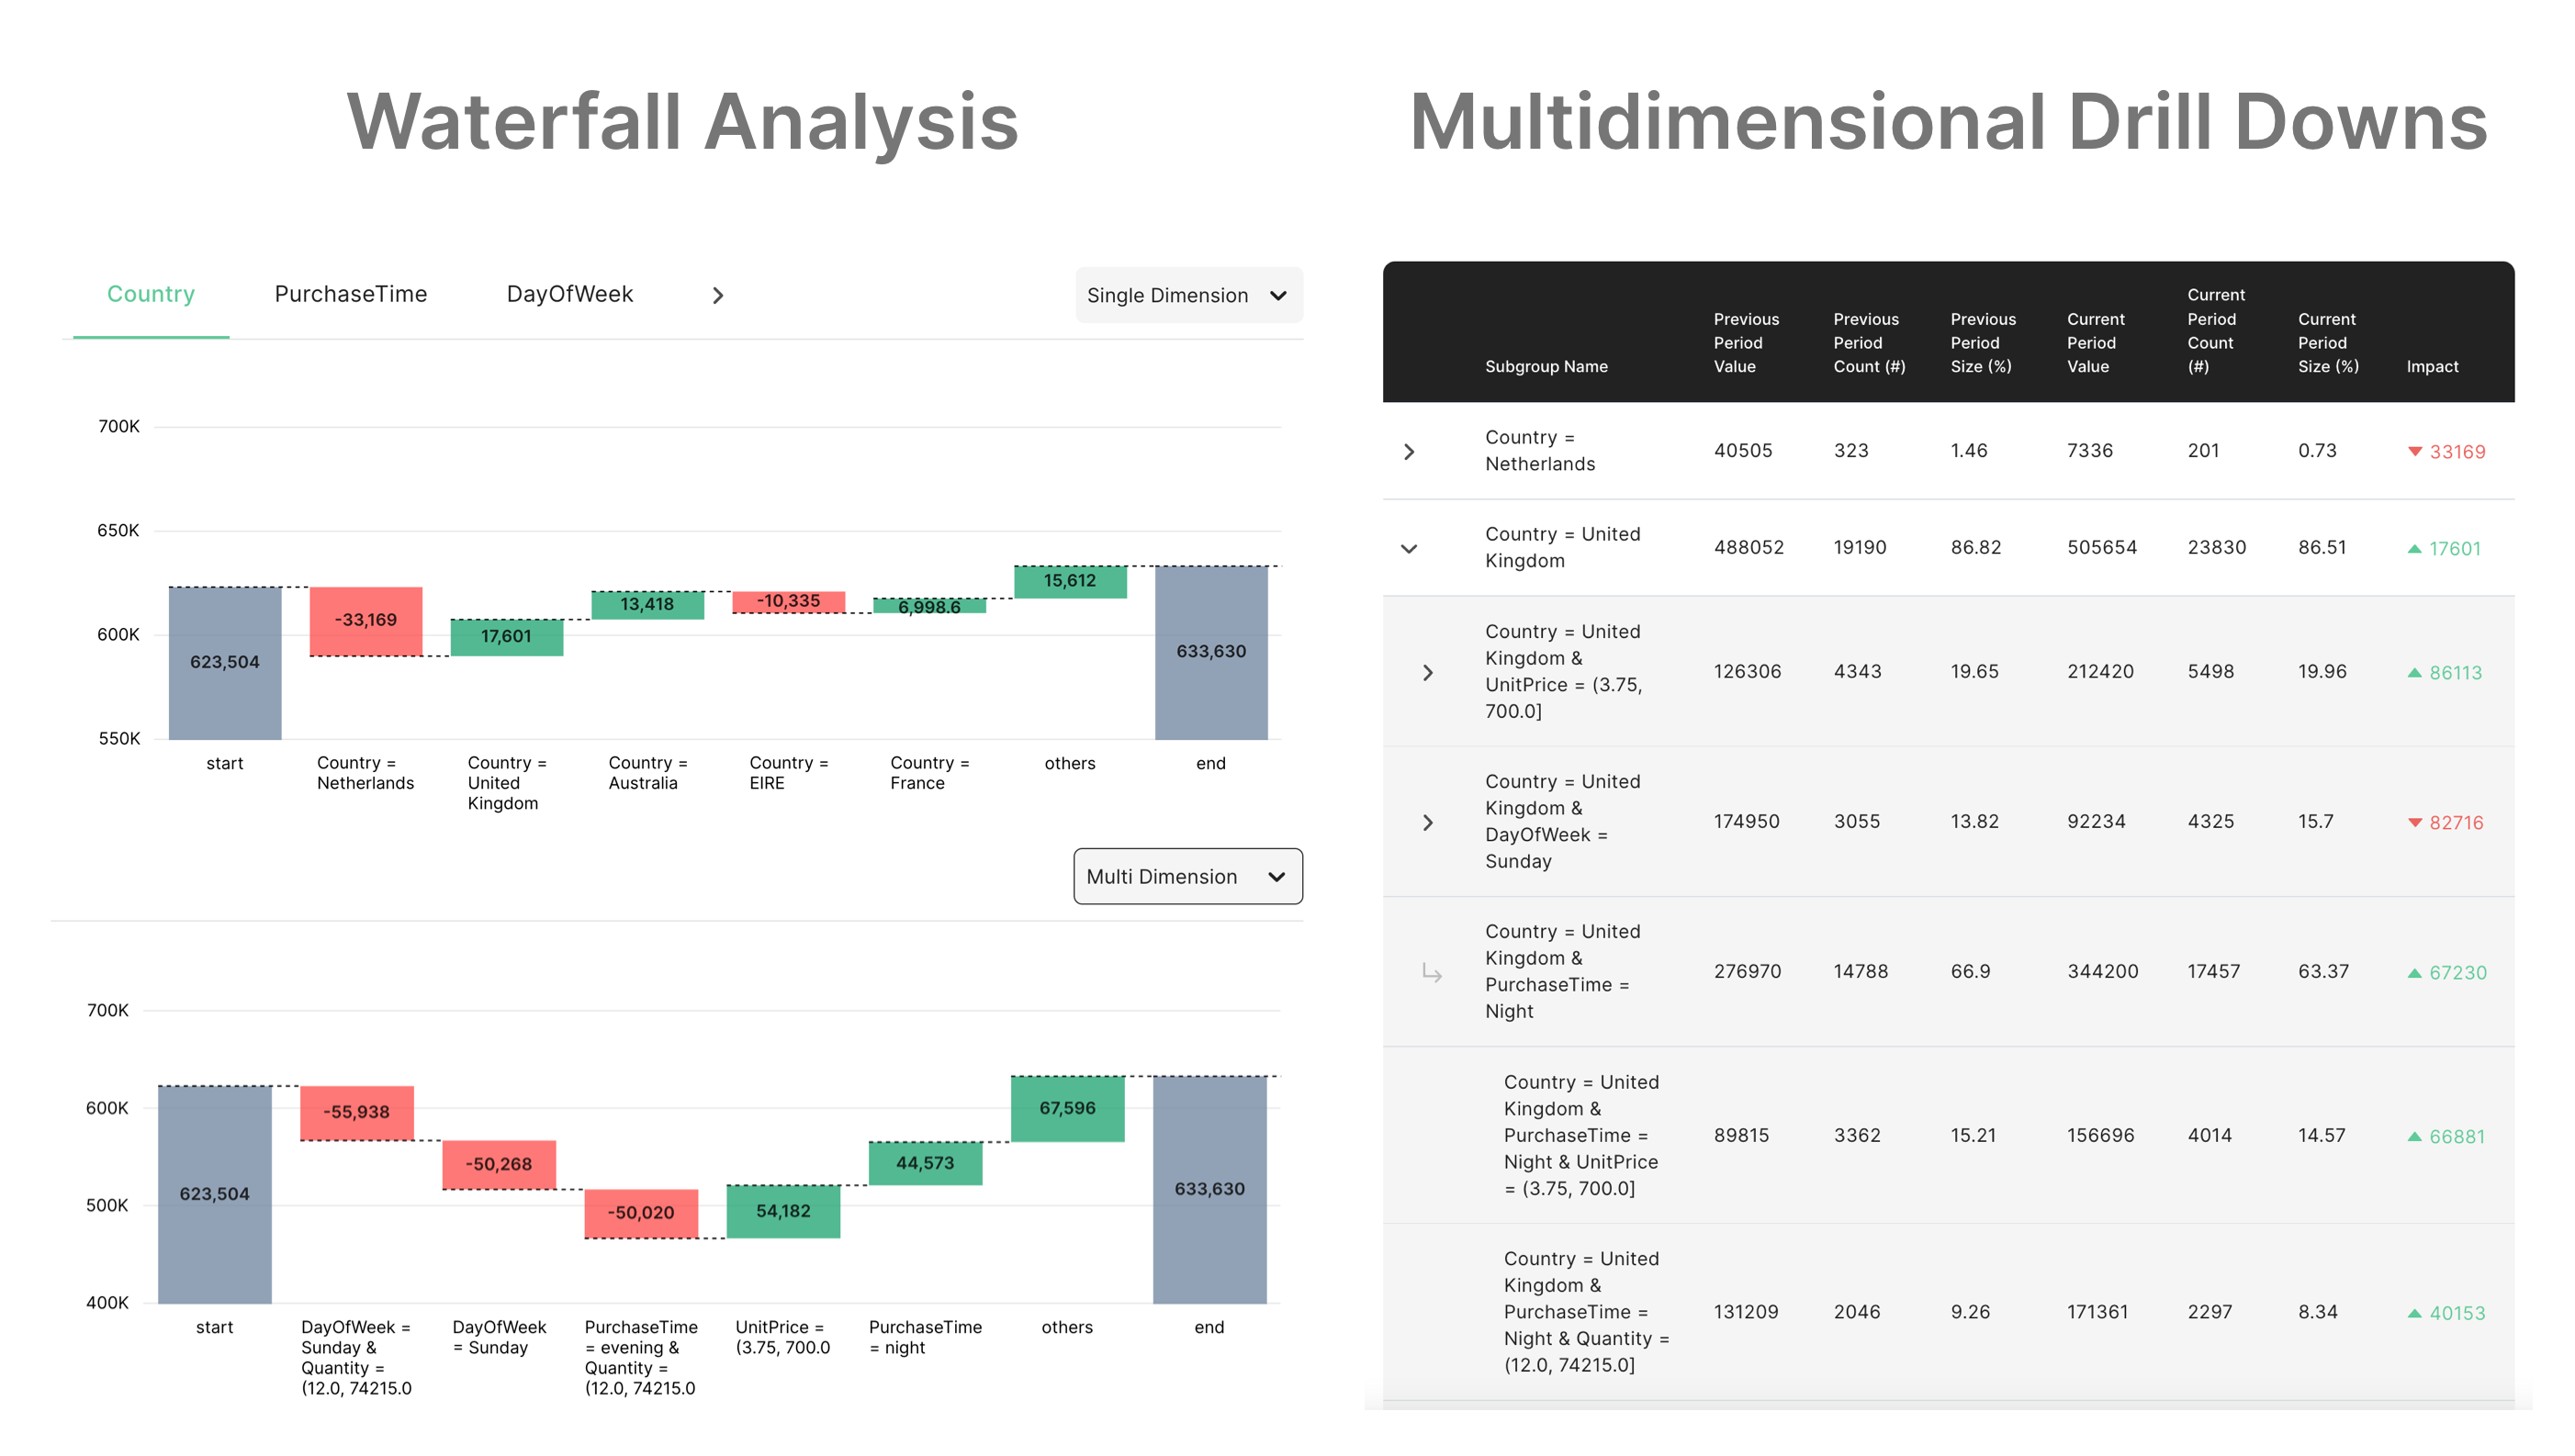 Waterfall Analysis
Country PurchaseTime DayOfWeek
Single Dimension
700K
650K
600K
550K
623,504
-33,169
17,601
13,418
-10,335
6,998.6
15,612
633,630
start
Country =
Netherlands
Country =
United
Kingdom
Country =
Australia
Country =
EIRE
Country =
France
others
end
Multi Dimension
700K
600K
500K
400K
623,504
-55,938
-50,268
-50,020
54,182
44,573
67,596
633,630
start
DayOfWeek =
Sunday &
Quantity =
(12.0, 74215.0
DayOfWeek
= Sunday
PurchaseTime
= evening &
Quantity =
(12.0, 74215.0
UnitPrice =
(3.75, 700.0
PurchaseTime
= night
others
end
Multidimensional Drill Downs
Subgroup Name
Previous
Period
Value
Previous
Period
Count (#)
Previous
Period
Size (%)
Current
Period
Value
Current
Period
Count
(#)
Current
Period
Size (%)
Impact
Country =
Netherlands
40505 323 1.46 7336 201 0.73 33169
Country = United
Kingdom
488052 19190 86.82 505654 23830 86.51 17601
Country = United
Kingdom &
UnitPrice = (3.75,
700.0]
126306 4343 19.65 212420 5498 19.96 86113
Country = United
Kingdom &
DayOfWeek =
Sunday
174950 3055 13.82 92234 4325 15.7 82716
Country = United
Kingdom &
PurchaseTime =
Night
276970 14788 66.9 344200 17457 63.37 67230
Country = United
Kingdom &
PurchaseTime =
Night & UnitPrice
= (3.75, 700.0]
89815 3362 15.21 156696 4014 14.57 66881
Country = United
Kingdom &
PurchaseTime =
Night & Quantity =
(12.0, 74215.0]
131209 2046 9.26 171361 2297 8.34 40153